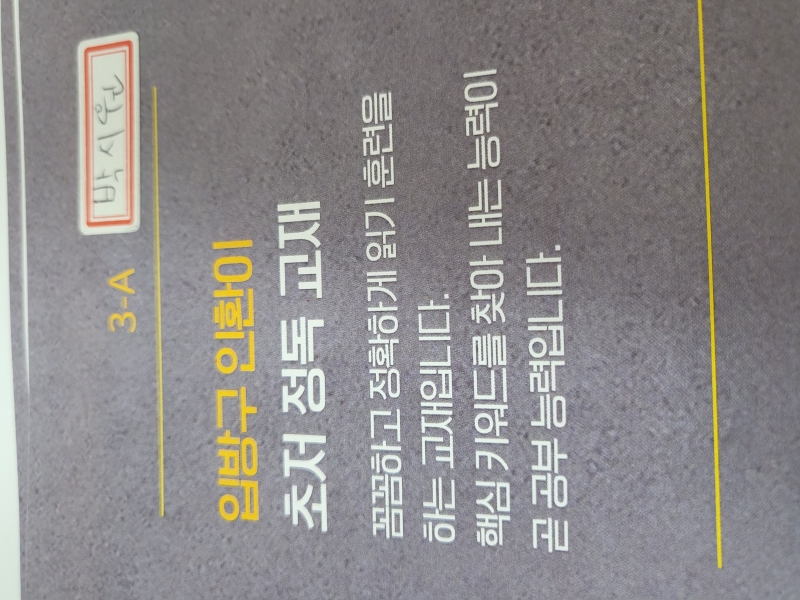 3-A
박시우
입방구 인환이
초저 정독 교재
꼼꼼하고 정확하게 읽기 훈련을
하는 교재입니다.
핵심 키워드를 찾아 내는 능력이
곧 공부 능력입니다.